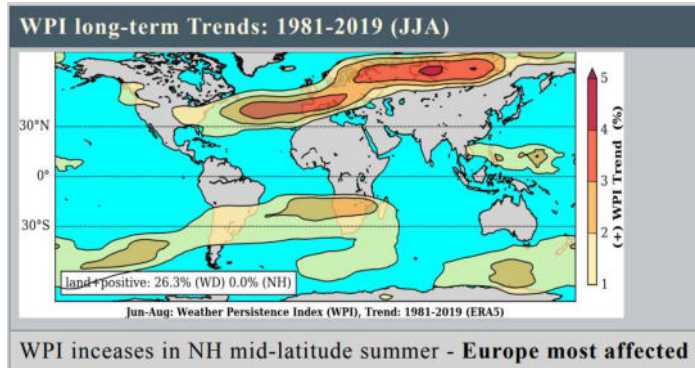 WPI long-term Trends: 1981-2019 (JJA)
30°N
0°
30°S
5
4
3
2
1
(+) WPI Trend (%)
land+positive: 26.3% (WD) 0.0% (NH)
Jun-Aug: Weather Persistence Index (WPI), Trend: 1981-2019 (ERA5)
WPI inceases in NH mid-latitude summer - Europe most affected